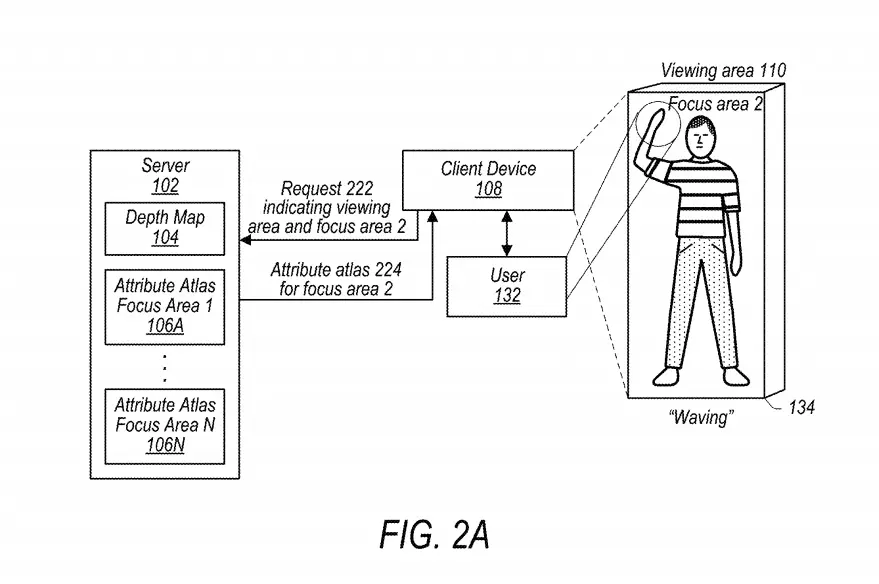 Viewing area 110
Focus area 2
Server
102
Depth Map
104
Attribute Atlas
Focus Area 1
106A
Attribute Atlas
Focus Area N
106N
Request 222
indicating viewing
area and focus area 2
Attribute atlas 224
for focus area 2
Client Device
108
User
132
134
"Waving"
FIG. 2A